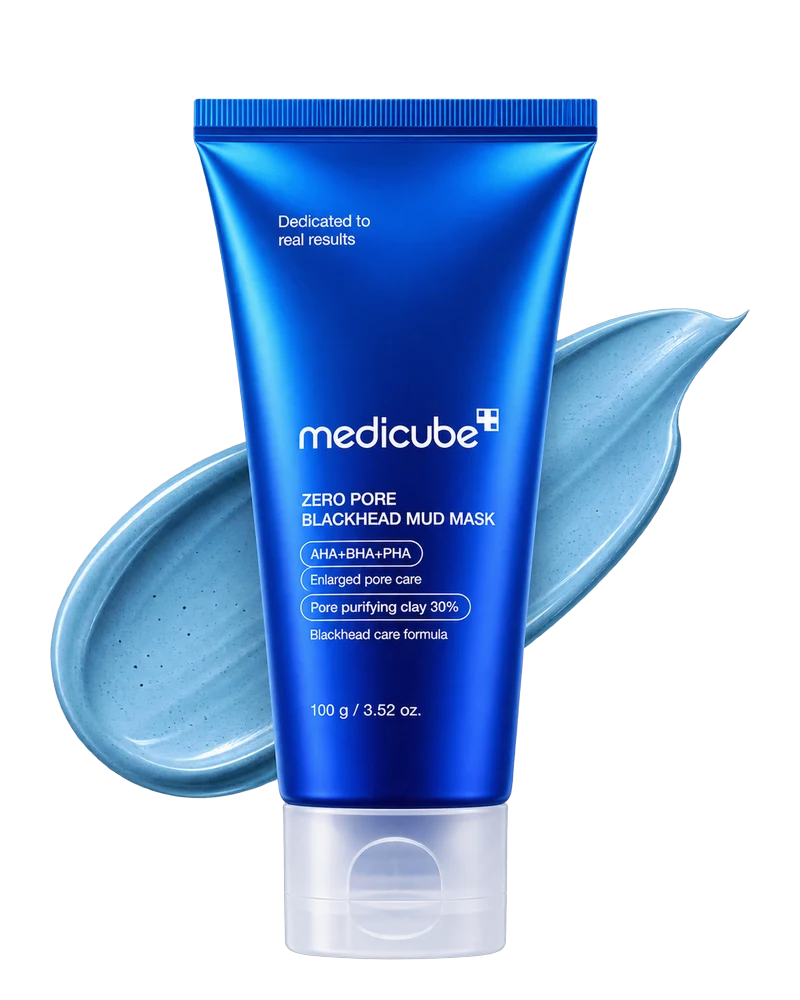 Dedicated to
real results
medicube
ZERO PORE
BLACKHEAD MUD MASK
AHA+BHA+PHA
Enlarged pore care
Pore purifying clay 30%
Blackhead care formula
100 g / 3.52 oz.